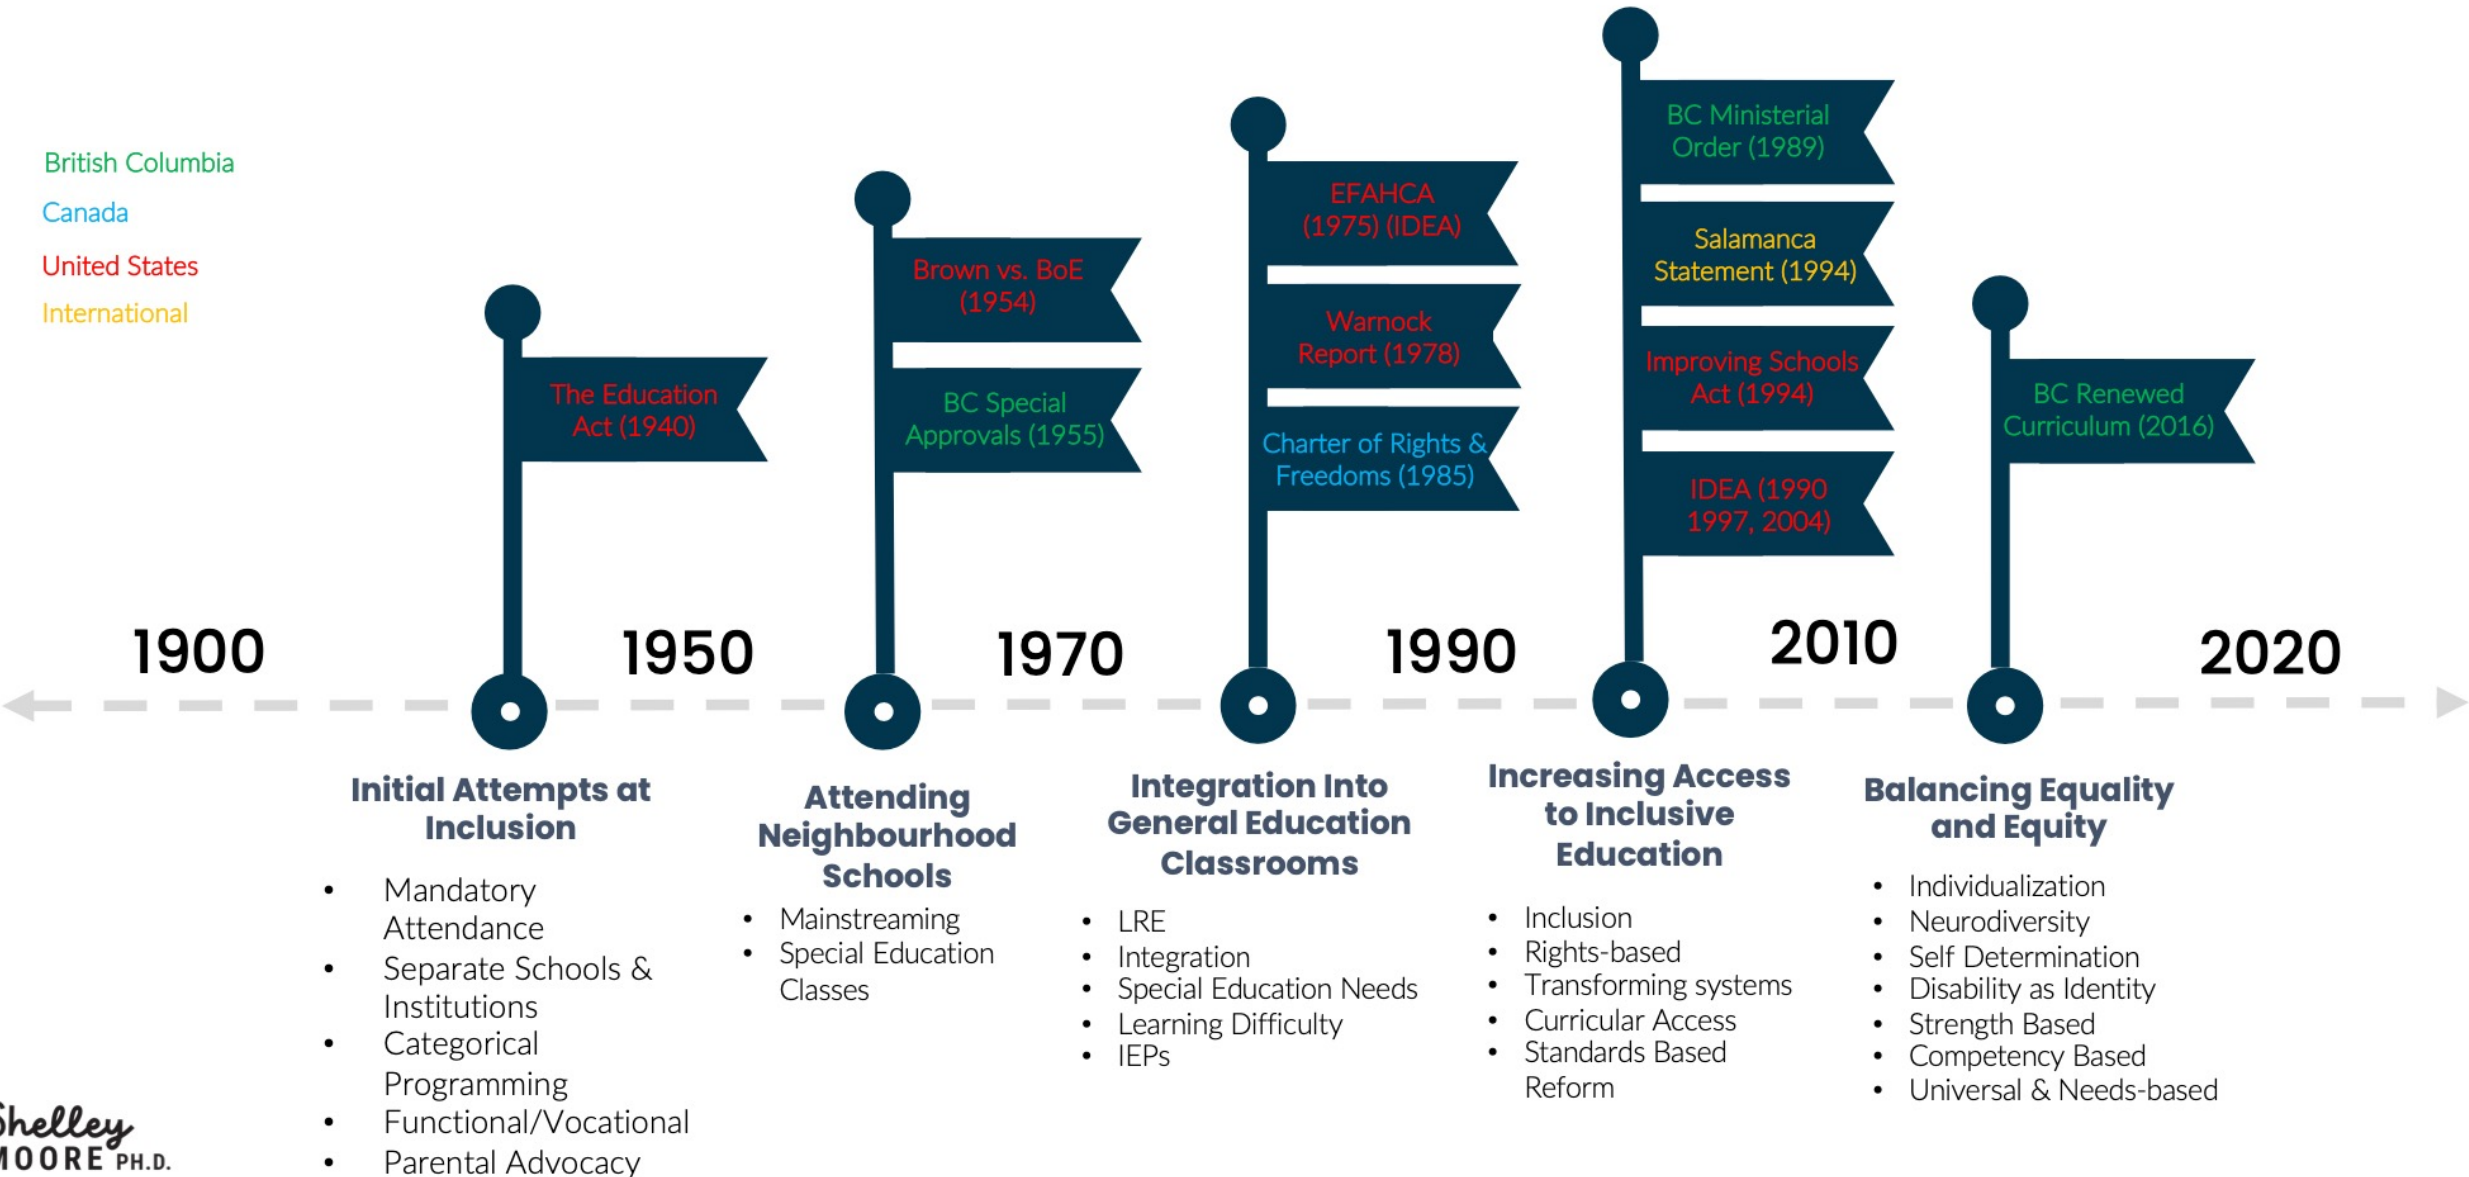 British Columbia
Canada
United States
International
The Education
Act (1940)
Brown vs. BoE
(1954)
BC Special
Approvals (1955)
EFAHCA
(1975) (IDEA)
Warnock
Report (1978)
Charter of Rights &
Freedoms (1985)
BC Ministerial
Order (1989)
Salamanca
Statement (1994)
Improving Schools
Act (1994)
IDEA (1990
1997, 2004)
BC Renewed
Curriculum (2016)
1900
1950
1970
1990
2010
2020
Initial Attempts at
Inclusion
• Mandatory
Attendance
• Separate Schools &
Institutions
• Categorical
Programming
• Functional/Vocational
• Parental Advocacy
Attending
Neighbourhood
Schools
• Mainstreaming
• Special Education
Classes
Integration Into
General Education
Classrooms
• LRE
• Integration
• Special Education Needs
• Learning Difficulty
• IEPs
Increasing Access
to Inclusive
Education
• Inclusion
• Rights-based
• Transforming systems
• Curricular Access
• Standards Based
Reform
Balancing Equality
and Equity
• Individualization
• Neurodiversity
• Self Determination
• Disability as Identity
• Strength Based
• Competency Based
• Universal & Needs-based
Shelley
MOORE PH.D.